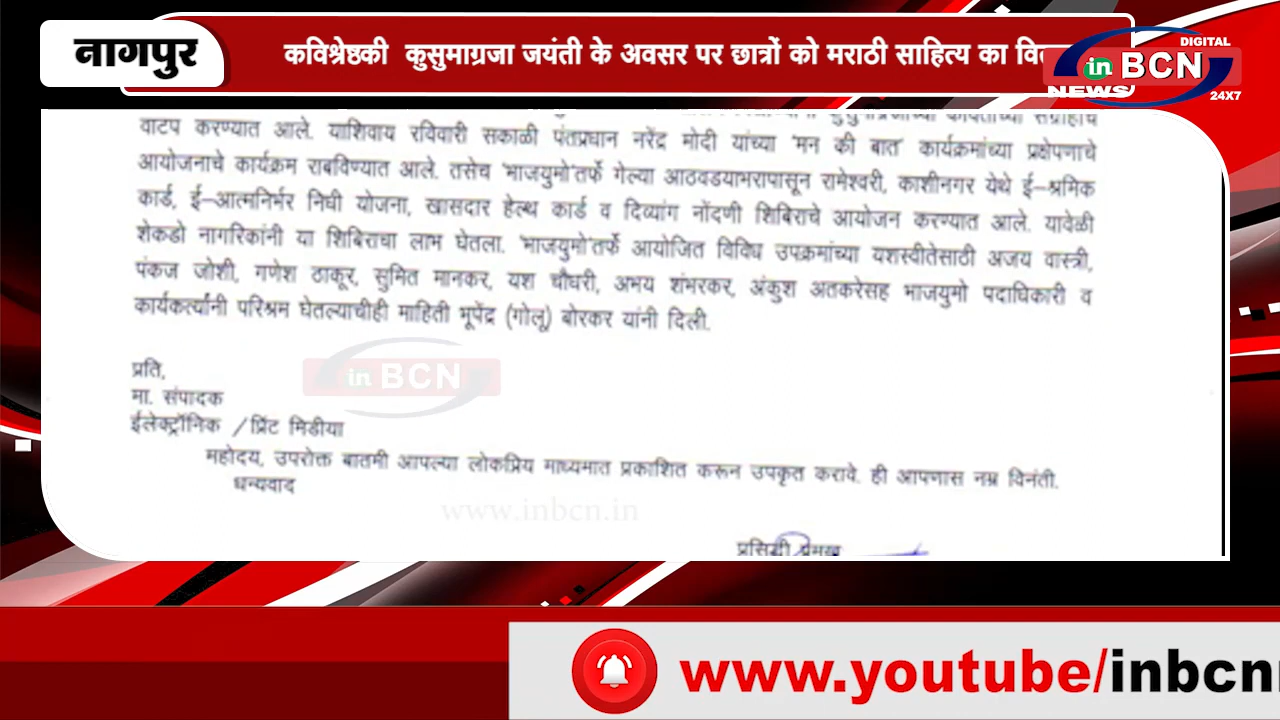 नागपुर
कविश्रेष्ठकी कुसुमाग्रजा जयंती के अवसर पर छात्रों को मराठी साहित्य का
DIGITAL
in BCN
NEWS
24X7
वाटप करण्यात आले. याशिवाय रविवारी सकाळी पंतप्रधान नरेंद्र मोदी यांच्या 'मन की बात' कार्यक्रमांच्या प्रक्षेपणाचे
आयोजनाचे कार्यक्रम राबविण्यात आले. तसेच 'भाजयुमो'तर्फे गेल्या आठवडयाभरापासून रामेश्वरी, काशीनगर येथे ई-श्रमिक
कार्ड, ई-आत्मनिर्भर निधी योजना, खासदार हेल्थ कार्ड व दिव्यांग नोंदणी शिबिराचे आयोजन करण्यात आले. यावेळी
शेकडो नागरिकांनी या शिबिराचा लाभ घेतला. 'भाजयुमो'तर्फे आयोजित विविध उपक्रमांच्या यशस्वीतेसाठी अजय वास्त्री,
पंकज जोशी, गणेश ठाकूर, सुमित मानकर, यश चौघरी, अभय शंभरकर, अंकुश अतकरेसह भाजयुमो पदाधिकारी व
कार्यकर्त्यांनी परिश्रम घेतल्याचीही माहिती भूपेंद्र (गोलू) बोरकर यांनी दिली.
in BCN
प्रति,
मा. संपादक
ईलेक्ट्रॉनिक /प्रिंट मिडीया
महोदय, उपरोक्त बातमी आपल्या लोकप्रिय माध्यमात प्रकाशित करून उपकृत करावे. ही आपणास नम्र विनंती.
धन्यवाद
www.inbcn.in
प्रसिद्धी प्रमुख
www.youtube/inbcn